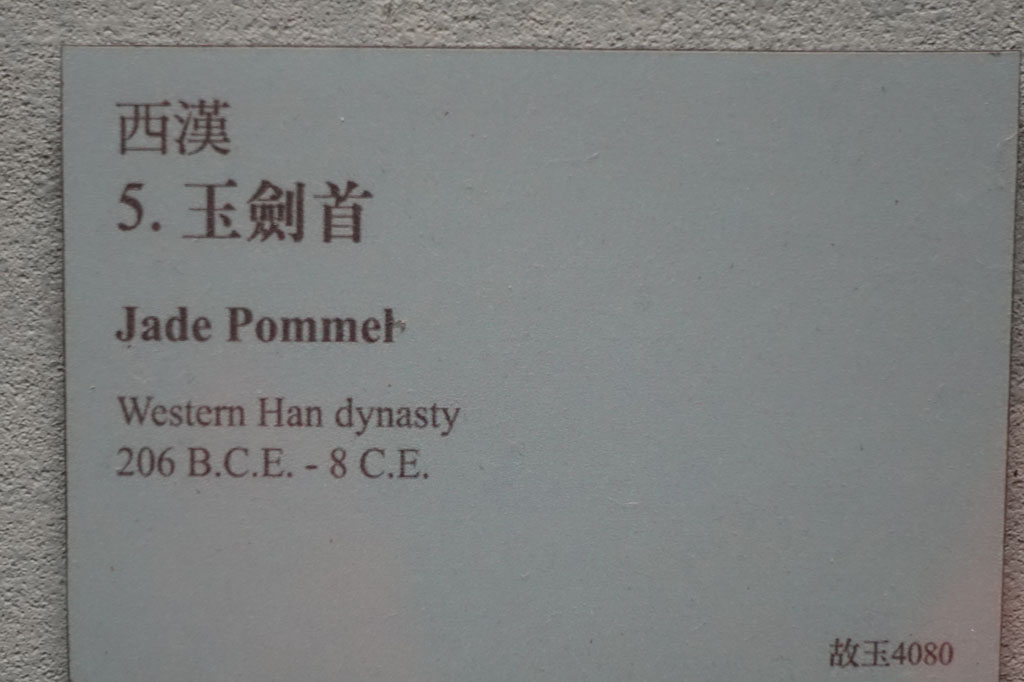 西漢
5. 玉劍首
Jade Pommel
Western Han dynasty
206 B.C.E. - 8 C.E.
故玉4080